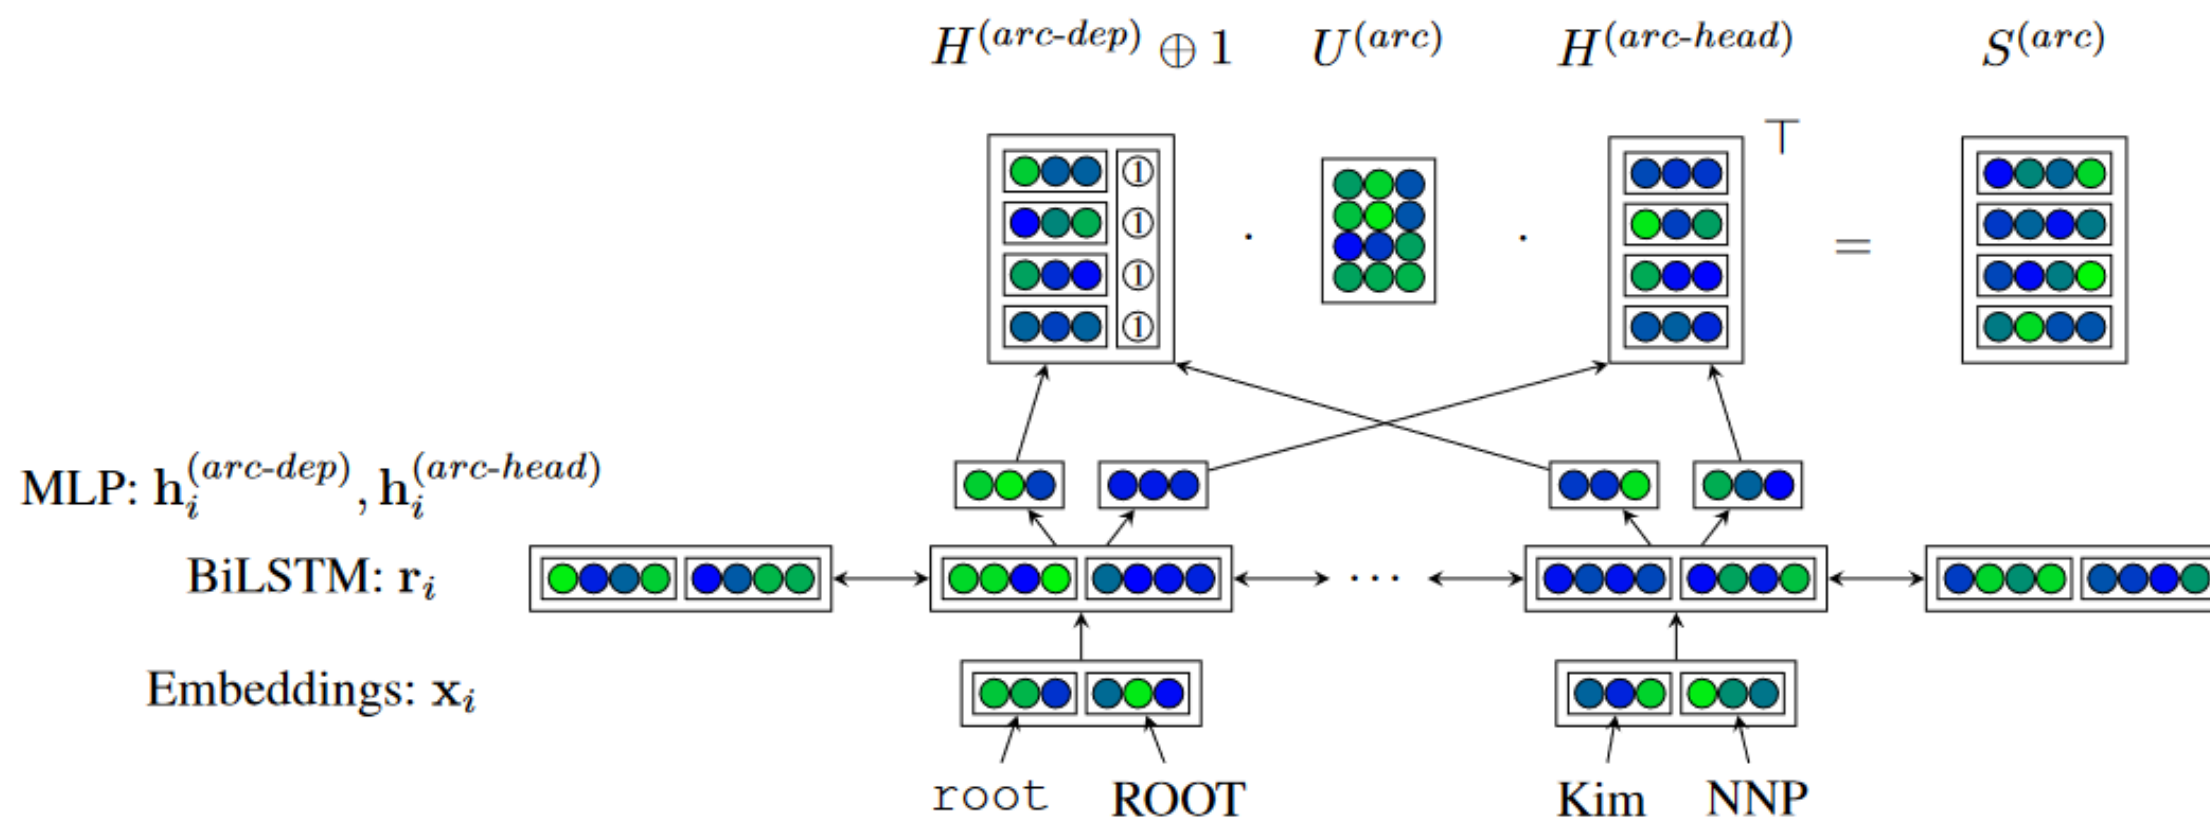 H^(arc-dep) ⊕ 1 U^(arc) H^(arc-head) S^(arc)
⊤
1
1
1
1
· · =
MLP: h_i^(arc-dep), h_i^(arc-head)
BiLSTM: r_i ···
Embeddings: x_i
root ROOT Kim NNP